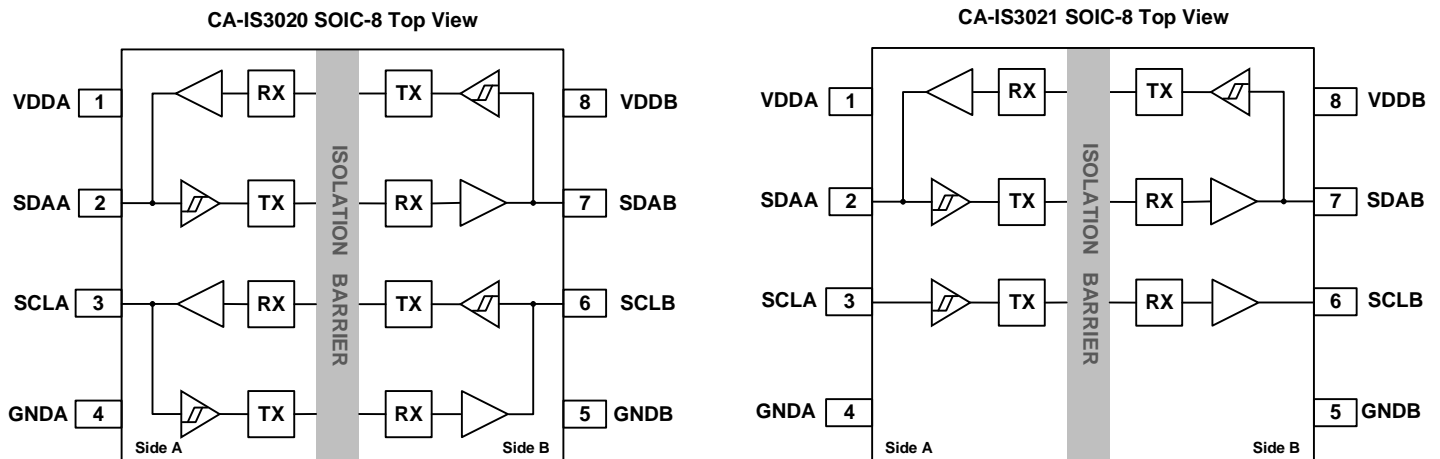 CA-IS3020 SOIC-8 Top View
VDDA 1 RX TX 8 VDDB
SDAA 2 TX RX 7 SDAB
SCLA 3 RX TX 6 SCLB
GNDA 4 TX RX 5 GNDB
ISOLATION BARRIER
Side A Side B
CA-IS3021 SOIC-8 Top View
VDDA 1 RX TX 8 VDDB
SDAA 2 TX RX 7 SDAB
SCLA 3 TX RX 6 SCLB
GNDA 4 5 GNDB
ISOLATION BARRIER
Side A Side B